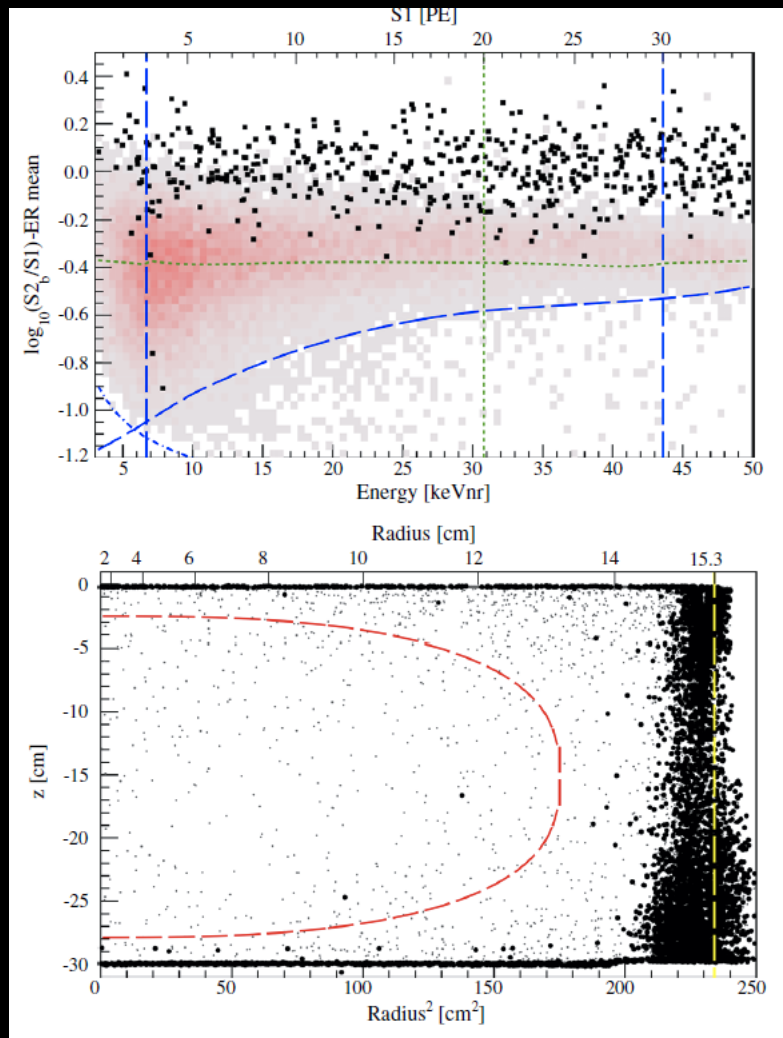 S1 [PE]
5 10 15 20 25 30
0.4
0.2
0.0
-0.2
-0.4
-0.6
-0.8
-1.0
-1.2
log10(S2b/S1)-ER mean
5 10 15 20 25 30 35 40 45 50
Energy [keVnr]
Radius [cm]
2 4 6 8 10 12 14 15.3
0
-5
-10
-15
-20
-25
-30
z [cm]
0 50 100 150 200 250
Radius² [cm²]